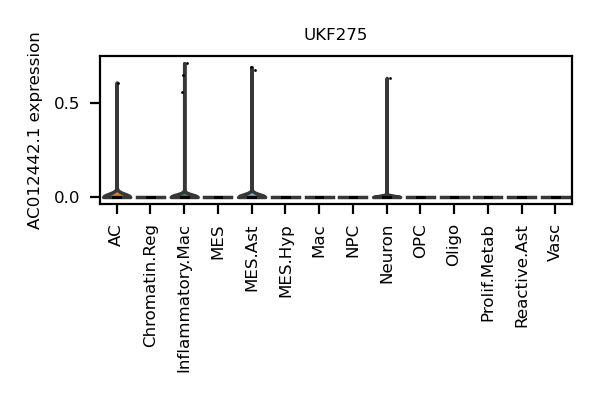 UKF275
AC012442.1 expression
0.5
0.0
AC
Chromatin.Reg
Inflammatory.Mac
MES
MES.Ast
MES.Hyp
Mac
NPC
Neuron
OPC
Oligo
Prolif.Metab
Reactive.Ast
Vasc